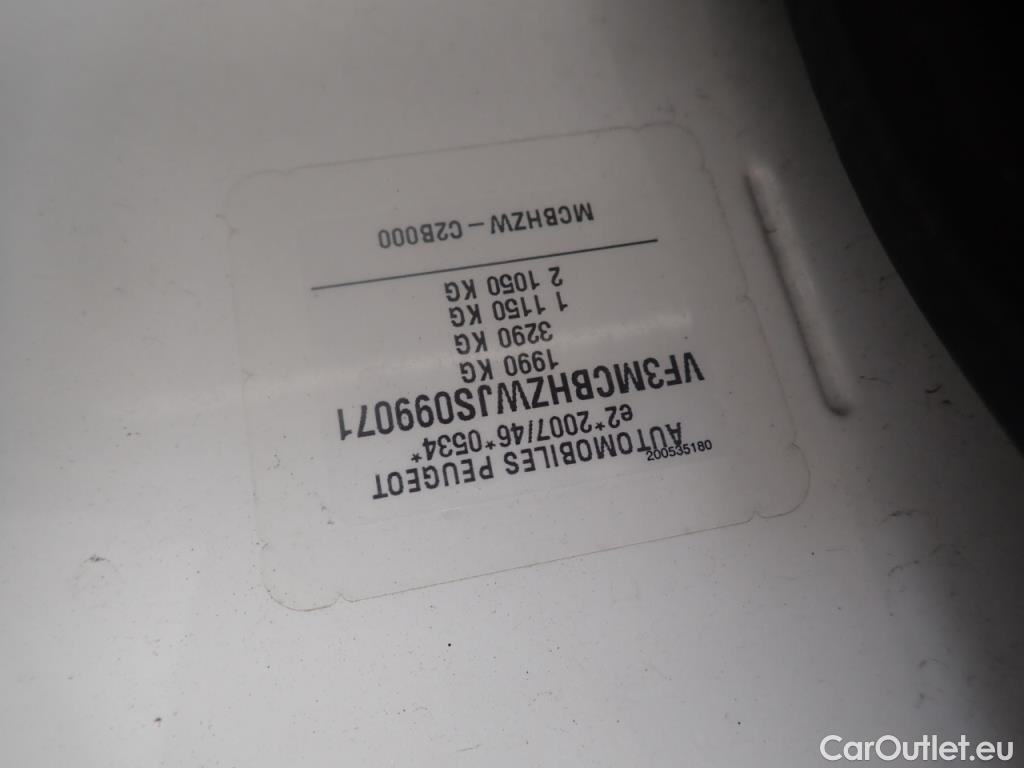 200535180
AUTOMOBILES PEUGEOT
e2*2007/46*0534*
VF3MCBHZWJS099071
1990 KG
3290 KG
1 1150 KG
2 1050 KG
MCBHZW - C2B000
CarOutlet.eu